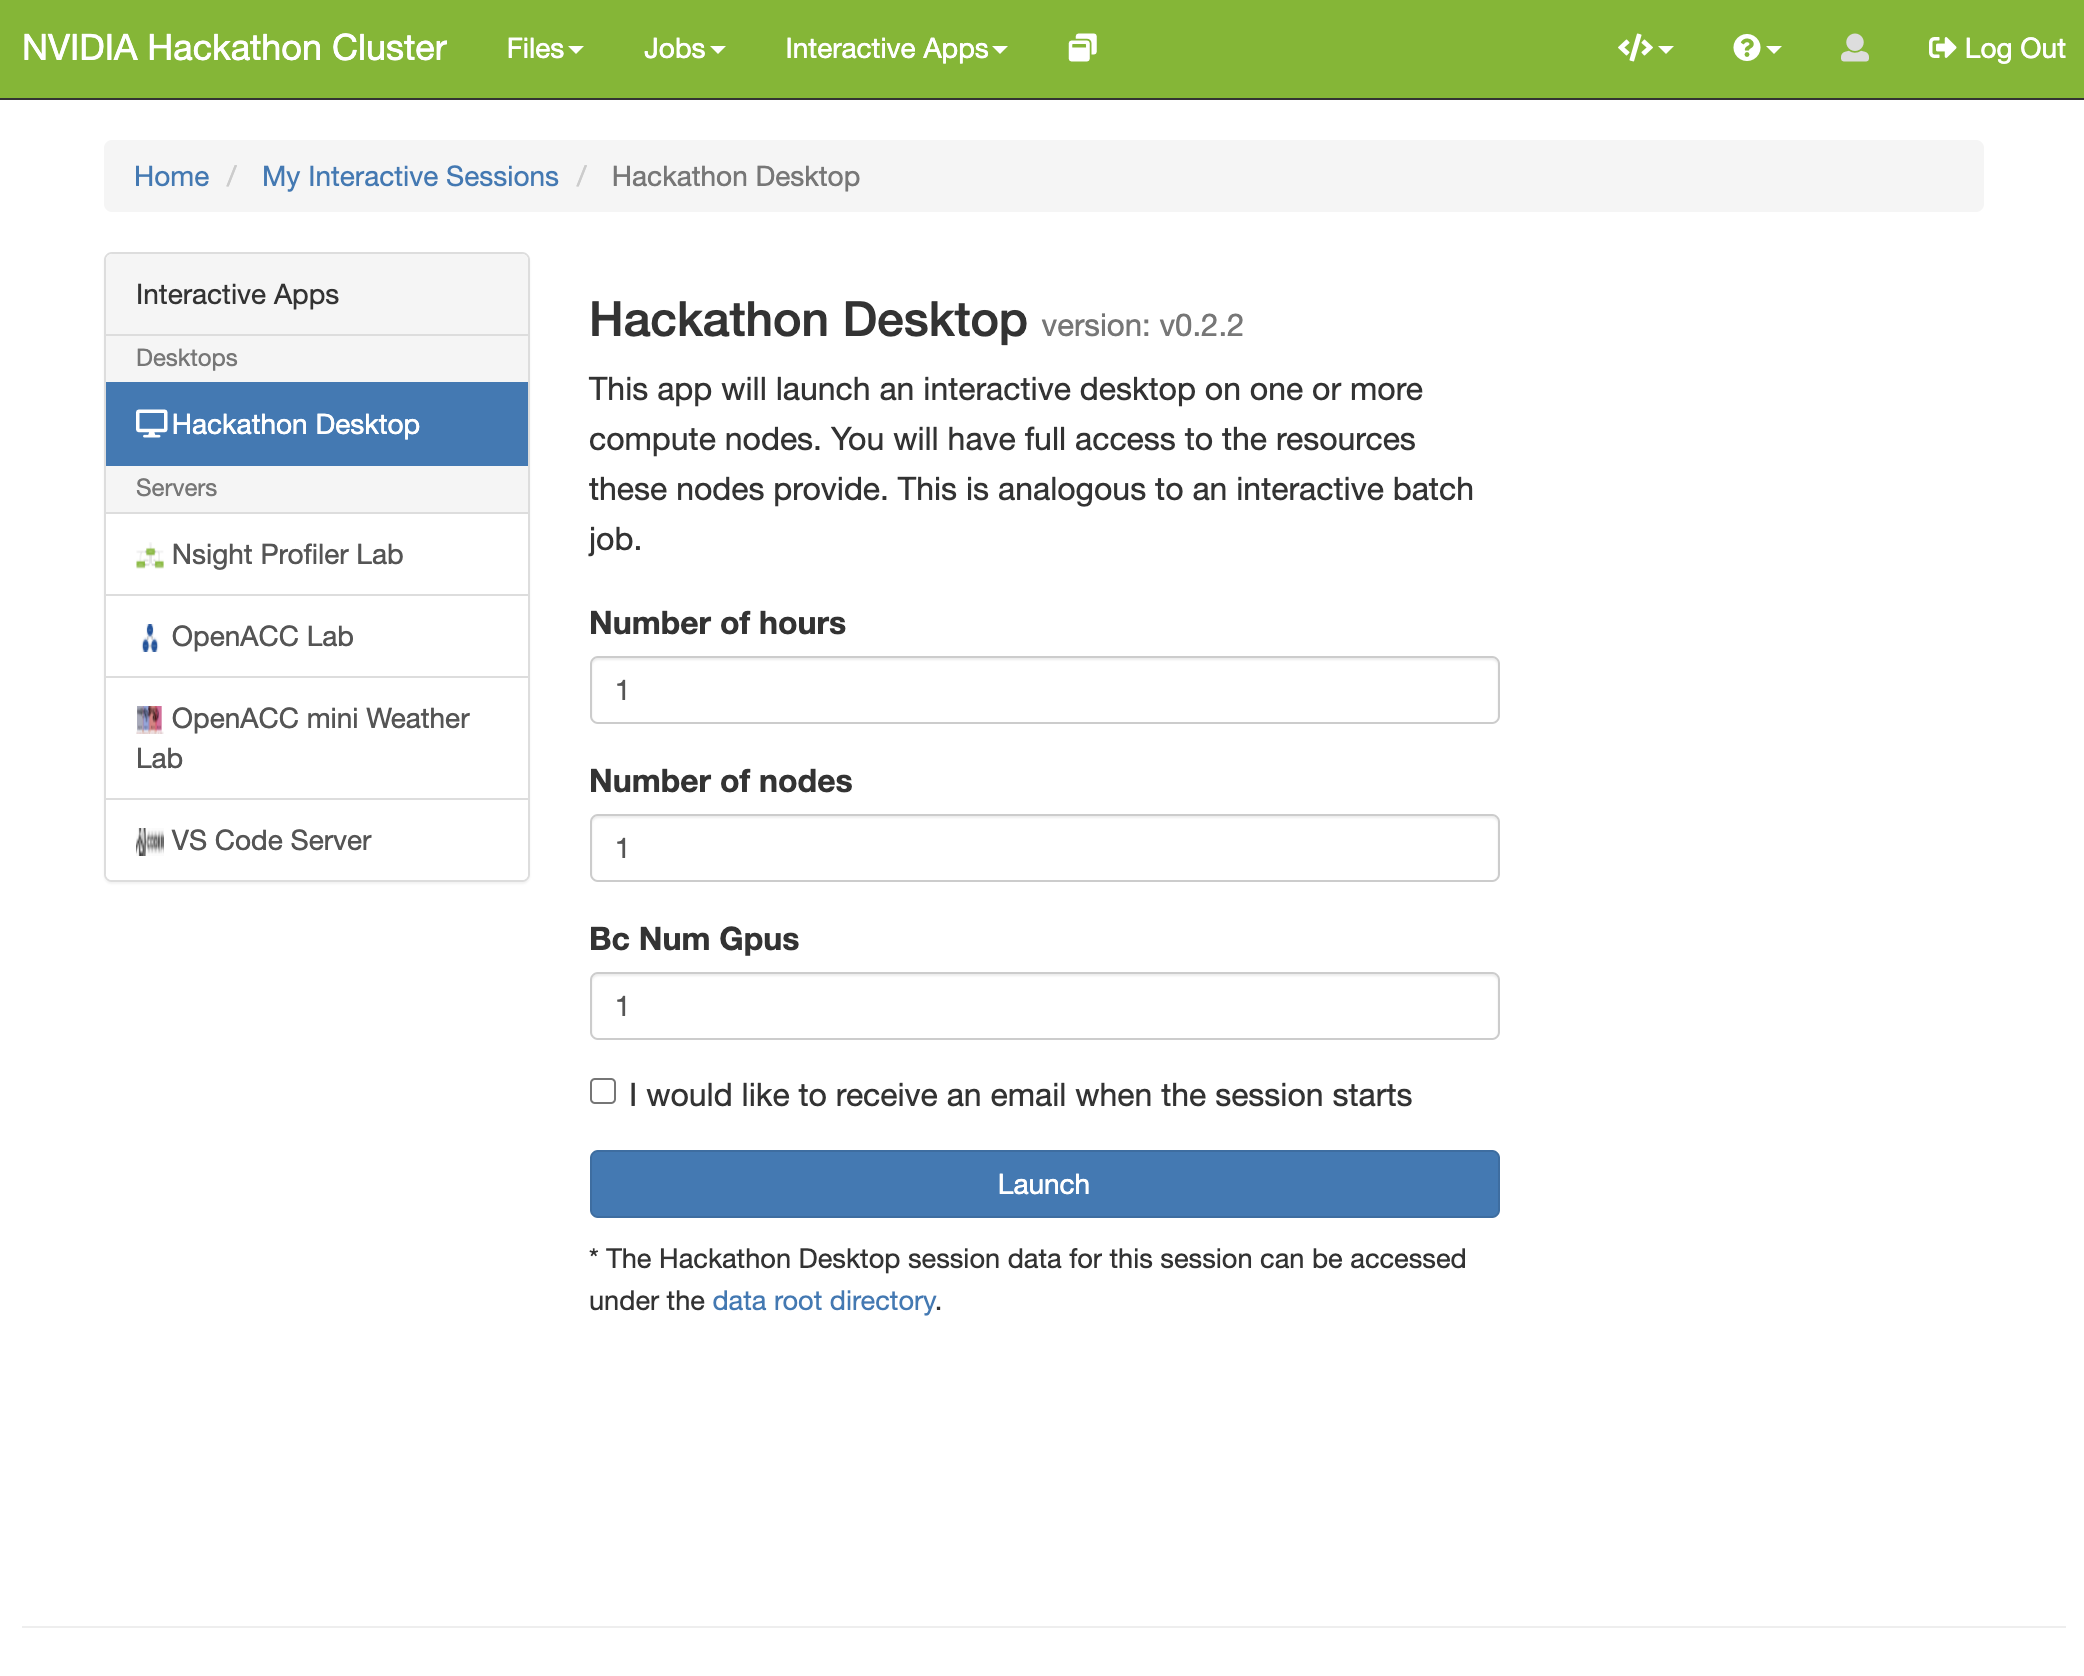 NVIDIA Hackathon Cluster Files Jobs Interactive Apps Log Out
Home / My Interactive Sessions / Hackathon Desktop
Interactive Apps
Desktops
Hackathon Desktop
Servers
Nsight Profiler Lab
OpenACC Lab
OpenACC mini Weather
Lab
VS Code Server
Hackathon Desktop version: v0.2.2
This app will launch an interactive desktop on one or more
compute nodes. You will have full access to the resources
these nodes provide. This is analogous to an interactive batch
job.
Number of hours
1
Number of nodes
1
Bc Num Gpus
1
I would like to receive an email when the session starts
Launch
* The Hackathon Desktop session data for this session can be accessed
under the data root directory.